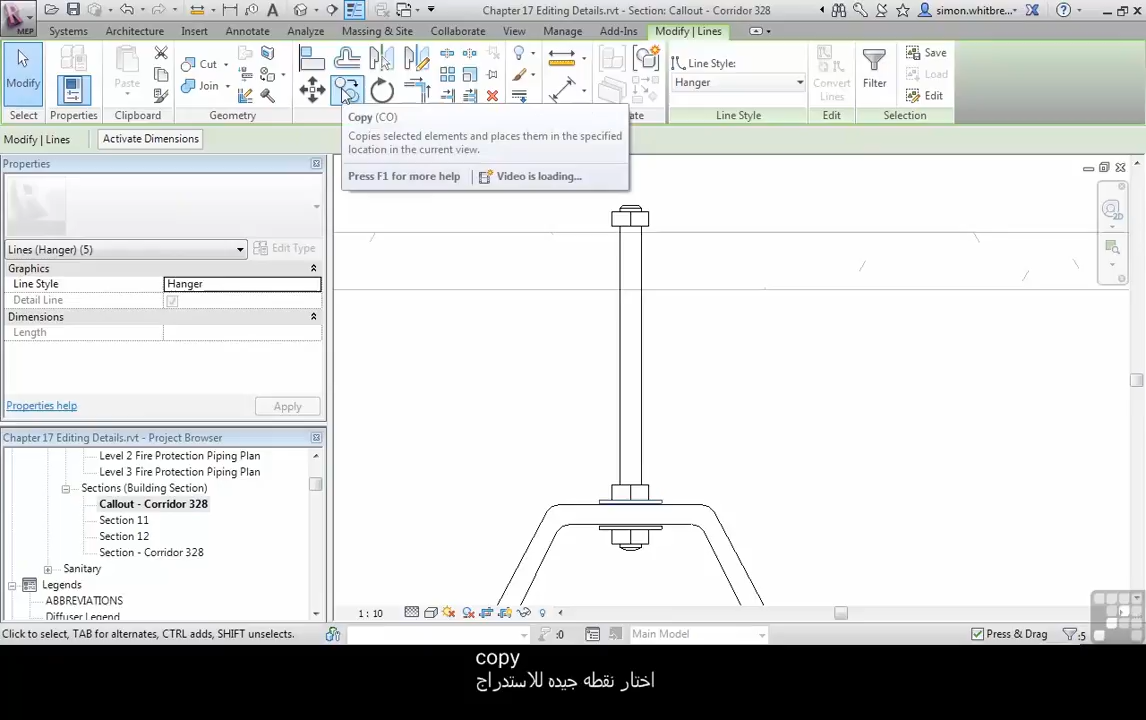 Chapter 17 Editing Details.rvt - Section: Callout - Corridor 328
simon.whitbre...
MEP
Systems
Architecture
Insert
Annotate
Analyze
Massing & Site
Collaborate
View
Manage
Add-Ins
Modify | Lines
Modify
Paste
Cut
Join
Line Style:
Hanger
Convert
Lines
Filter
Save
Load
Edit
Select
Properties
Clipboard
Geometry
Line Style
Edit
Selection
Copy (CO)
Copies selected elements and places them in the specified
location in the current view.
Press F1 for more help
Video is loading...
Modify | Lines
Activate Dimensions
Properties
Lines (Hanger) (5)
Edit Type
Graphics
Line Style
Hanger
Detail Line
Dimensions
Length
Properties help
Apply
Chapter 17 Editing Details.rvt - Project Browser
Level 2 Fire Protection Piping Plan
Level 3 Fire Protection Piping Plan
Sections (Building Section)
Callout - Corridor 328
Section 11
Section 12
Section - Corridor 328
Sanitary
Legends
ABBREVIATIONS
Diffuser Legend
1 : 10
Click to select, TAB for alternates, CTRL adds, SHIFT unselects.
:0
Main Model
Press & Drag
:5
copy
اختار نقطه جيده للاستدراج